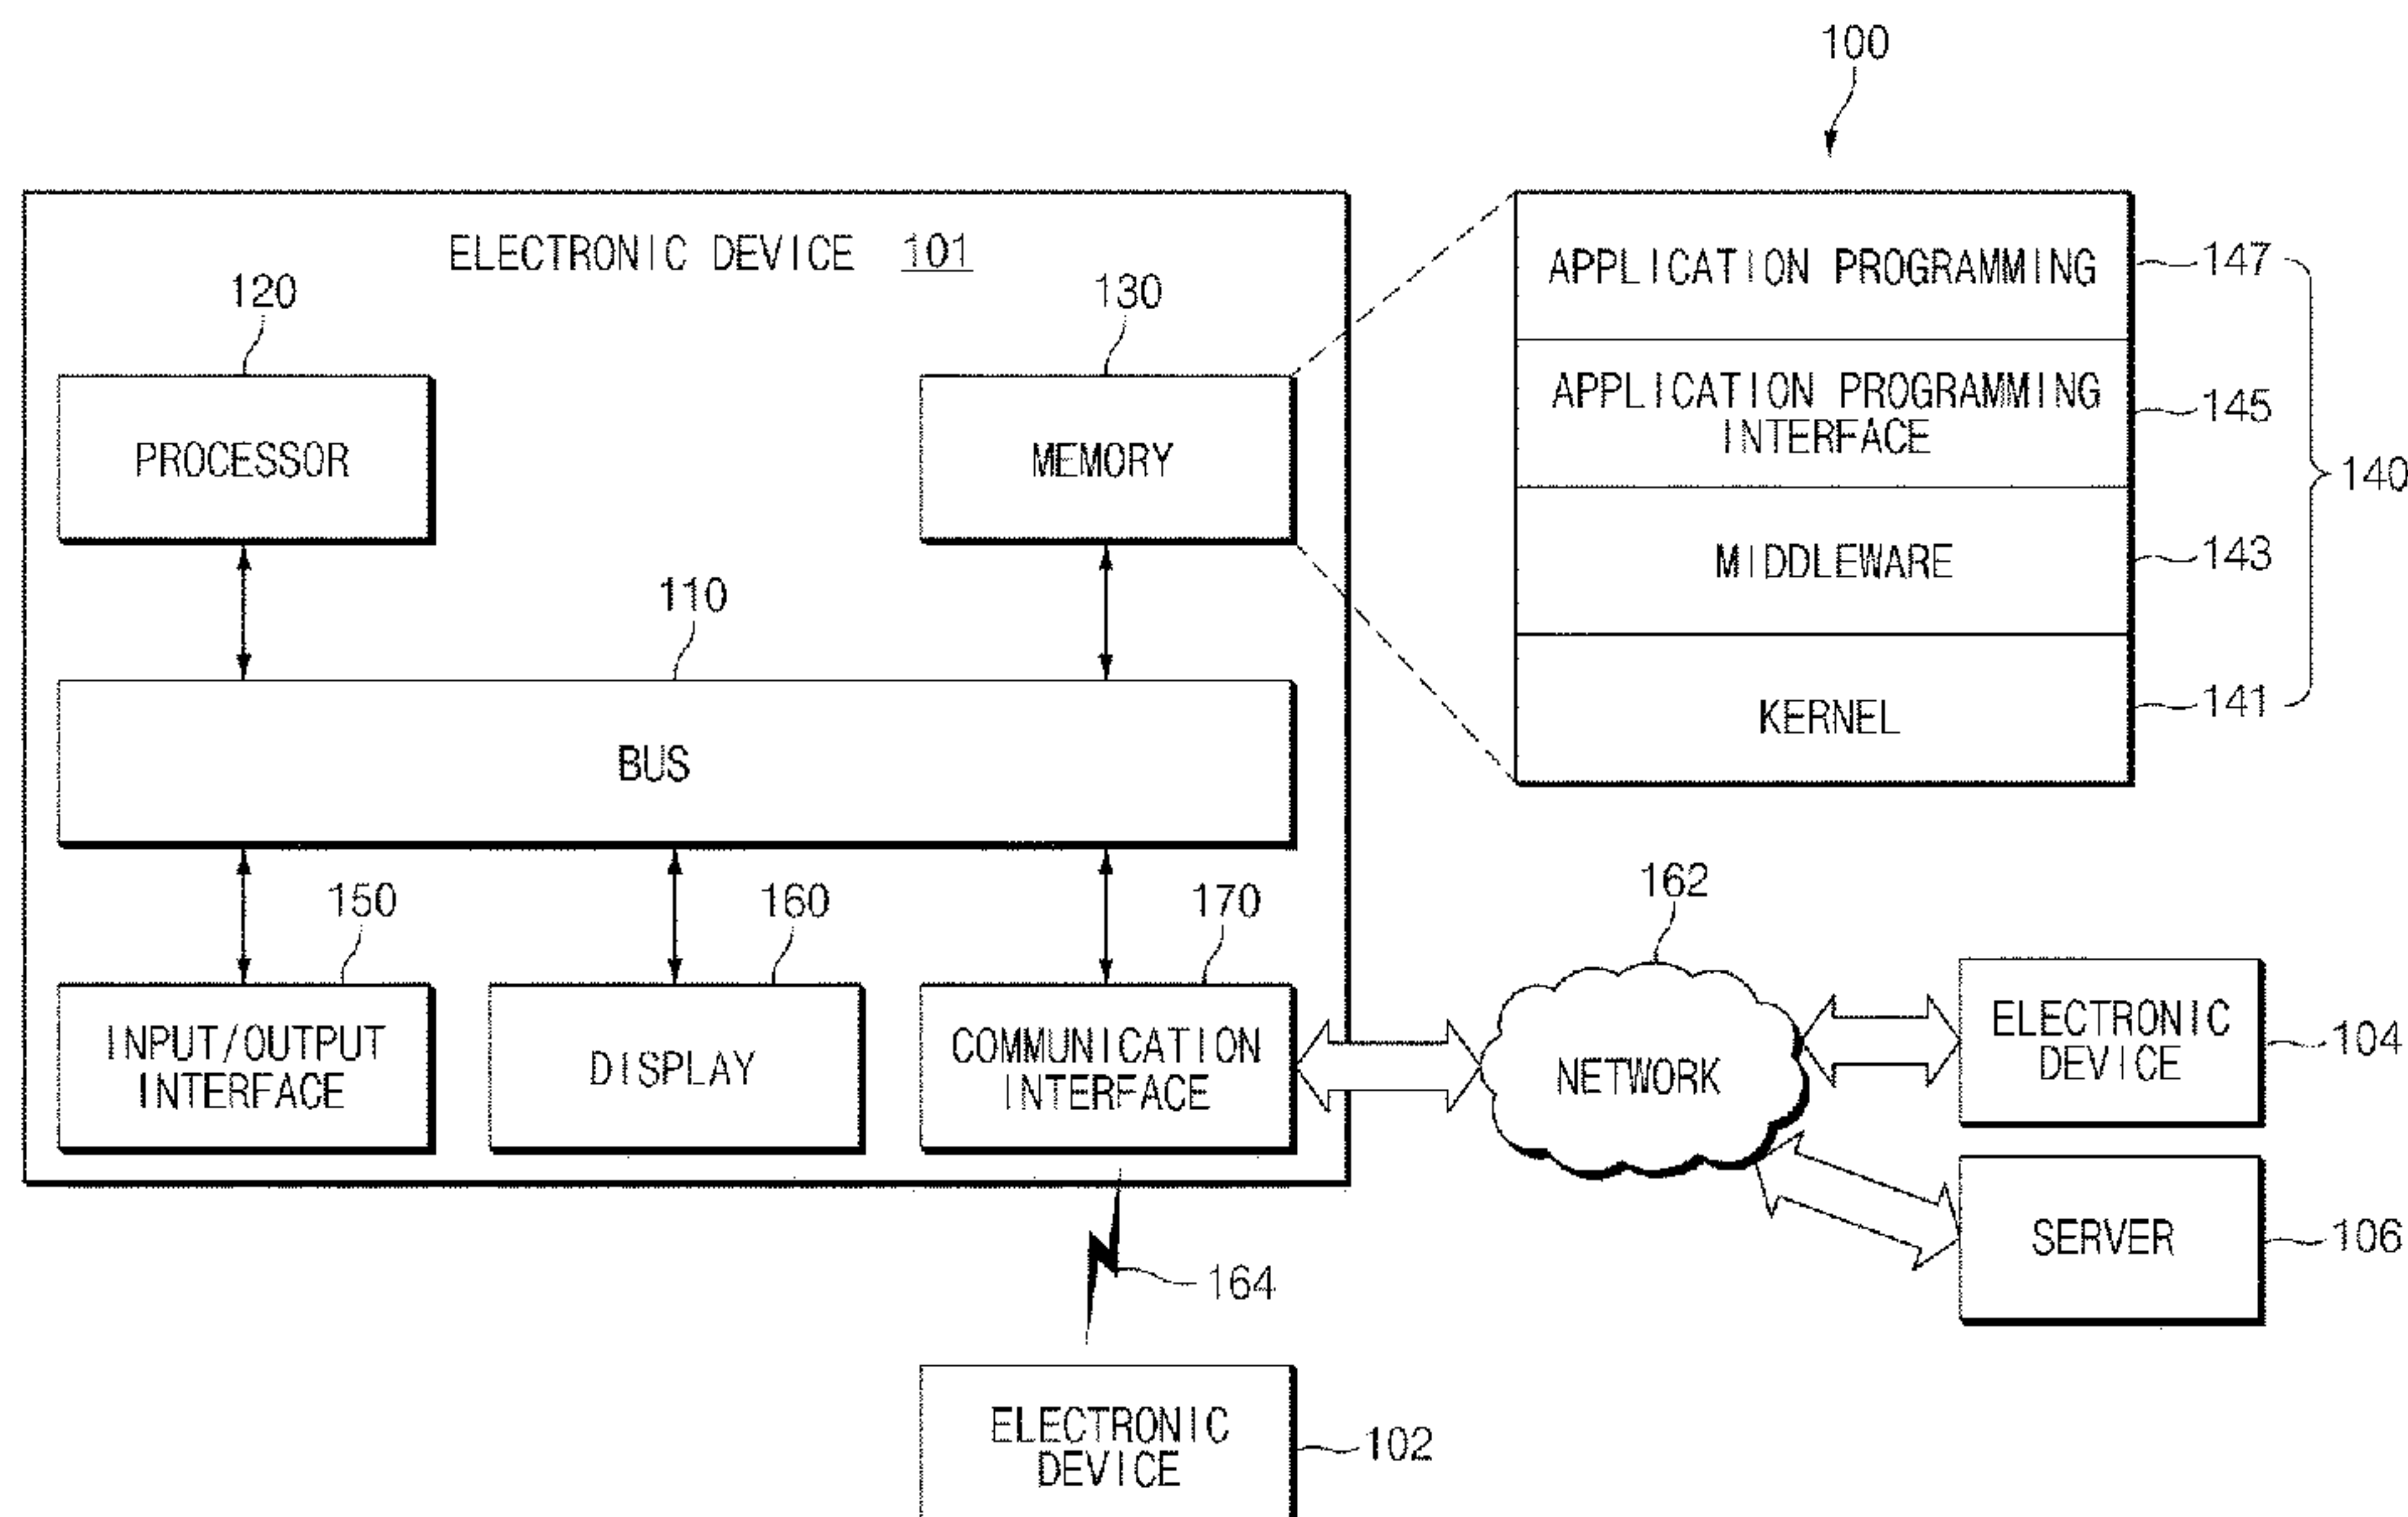 100
ELECTRONIC DEVICE 101
120
130
PROCESSOR
MEMORY
110
BUS
150
160
170
INPUT/OUTPUT
INTERFACE
DISPLAY
COMMUNICATION
INTERFACE
APPLICATION PROGRAMMING
147
APPLICATION PROGRAMMING
INTERFACE
145
MIDDLEWARE
143
KERNEL
141
140
162
NETWORK
ELECTRONIC
DEVICE
104
SERVER
106
164
ELECTRONIC
DEVICE
102